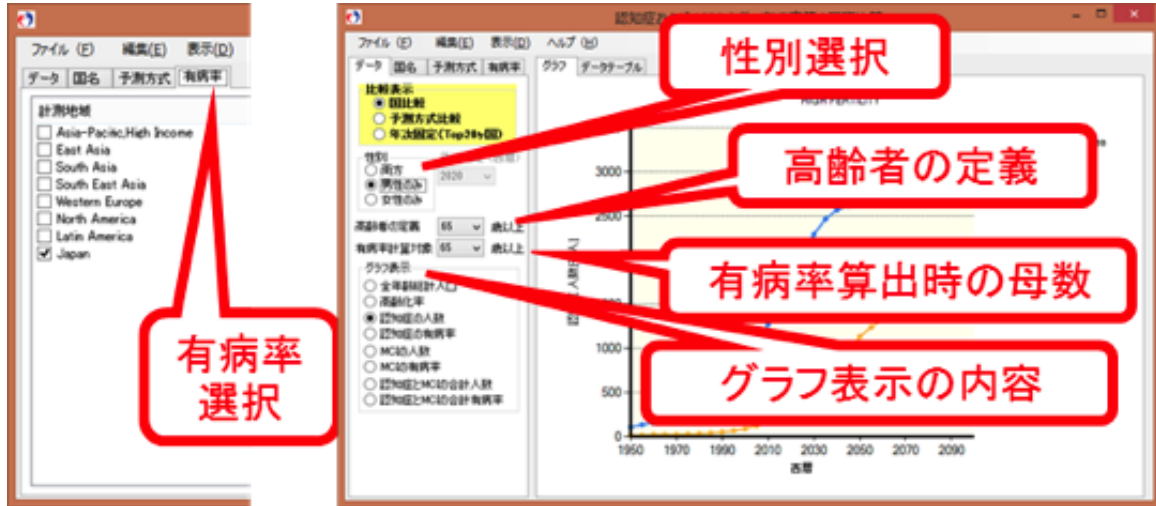 ファイル (F) 編集(E) 表示(D)
データ 国名 予測方式 有病率
計測地域
Asia-Pacific,High Income
East Asia
South Asia
South East Asia
Western Europe
North America
Latin America
Japan
有病率
選択
ファイル (F) 編集(E) 表示(D) ヘルプ (H)
データ 国名 予測方式 有病率
比較表示
国比較
予測方式比較
年次固定(Top20ヶ国)
性別
両方
男性のみ
女性のみ
2020
高齢者の定義 65 歳以上
有病率計算対象 65 歳以上
グラフ表示
全年齢総計人口
高齢化率
認知症の人数
認知症の有病率
MCIの人数
MCIの有病率
認知症とMCIの合計人数
認知症とMCIの合計有病率
グラフ データテーブル
3000
2500
1000
500
0
1950 1970 1990 2010 2030 2050 2070 2090
西暦
性別選択
高齢者の定義
有病率算出時の母数
グラフ表示の内容